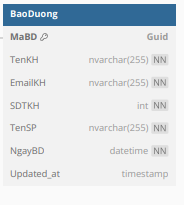 BaoDuong
MaBD Guid
TenKH nvarchar(255) NN
EmailKH nvarchar(255) NN
SDTKH int NN
TenSP nvarchar(255) NN
NgayBD datetime NN
Updated_at timestamp